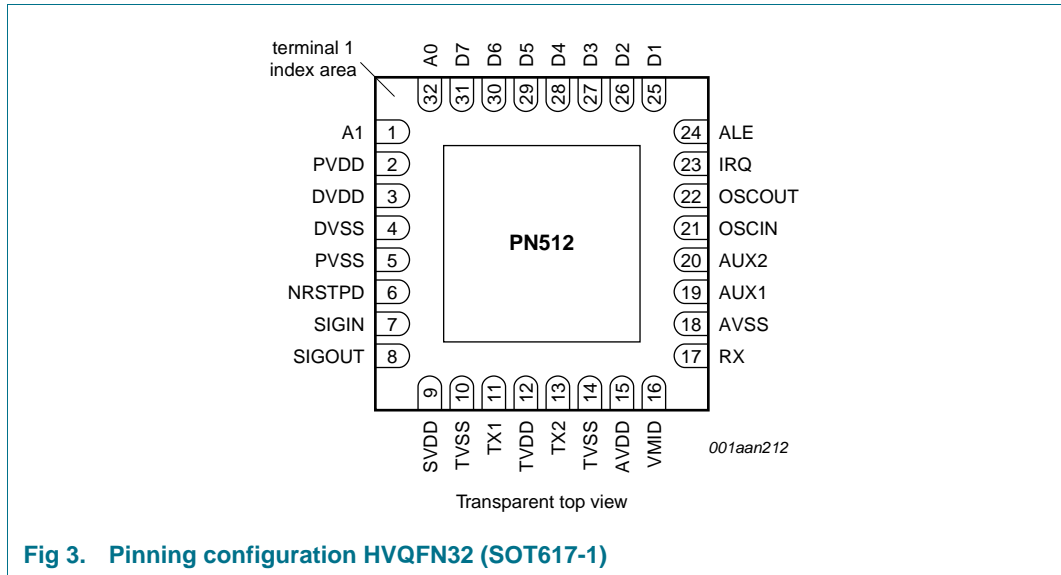 terminal 1
index area
A0
D7
D6
D5
D4
D3
D2
D1
32
31
30
29
28
27
26
25
A1 1
PVDD 2
DVDD 3
DVSS 4
PVSS 5
NRSTPD 6
SIGIN 7
SIGOUT 8
PN512
24 ALE
23 IRQ
22 OSCOUT
21 OSCIN
20 AUX2
19 AUX1
18 AVSS
17 RX
9
10
11
12
13
14
15
16
SVDD
TVSS
TX1
TVDD
TX2
TVSS
AVDD
VMID
001aan212
Transparent top view
Fig 3. Pinning configuration HVQFN32 (SOT617-1)